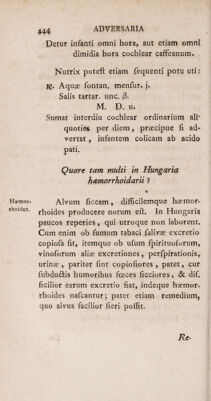 444 ADVERSARIA
Detur infanti omni hora, aut etiam omni
dimidia hora cochlear caffeanum.
Nutrix potest etiam sequenti potu uti:
℞. Aquæ fontan. mensur. j.
Salis tartar. unc. β.
M. D. u.
Sumat interdiu cochlear ordinarium ali-
quoties per diem, præcipue si ad-
vertat, infantem colicam ab acido
pati.
Quare tam multi in Hungaria
hæmorrhoidarii?
Hæmor-
rhoides.
Alvum siccam, difficilemque hæmor-
rhoides producere notum est. In Hungaria
paucos reperies, qui utroque non laborent.
Cum enim ob fumum tabaci salivæ excretio
copiosa sit, itemque ob usum spirituosorum,
vinosorum aliæ excretiones, perspirationis,
urinæ, pariter sint copiosiores, patet, cur
subductis humoribus fœces sicciores, & dif-
ficilior earum excretio fiat, indeque hæmor-
rhoides nascantur; patet etiam remedium,
quo alvus facilior fieri possit.
Re-